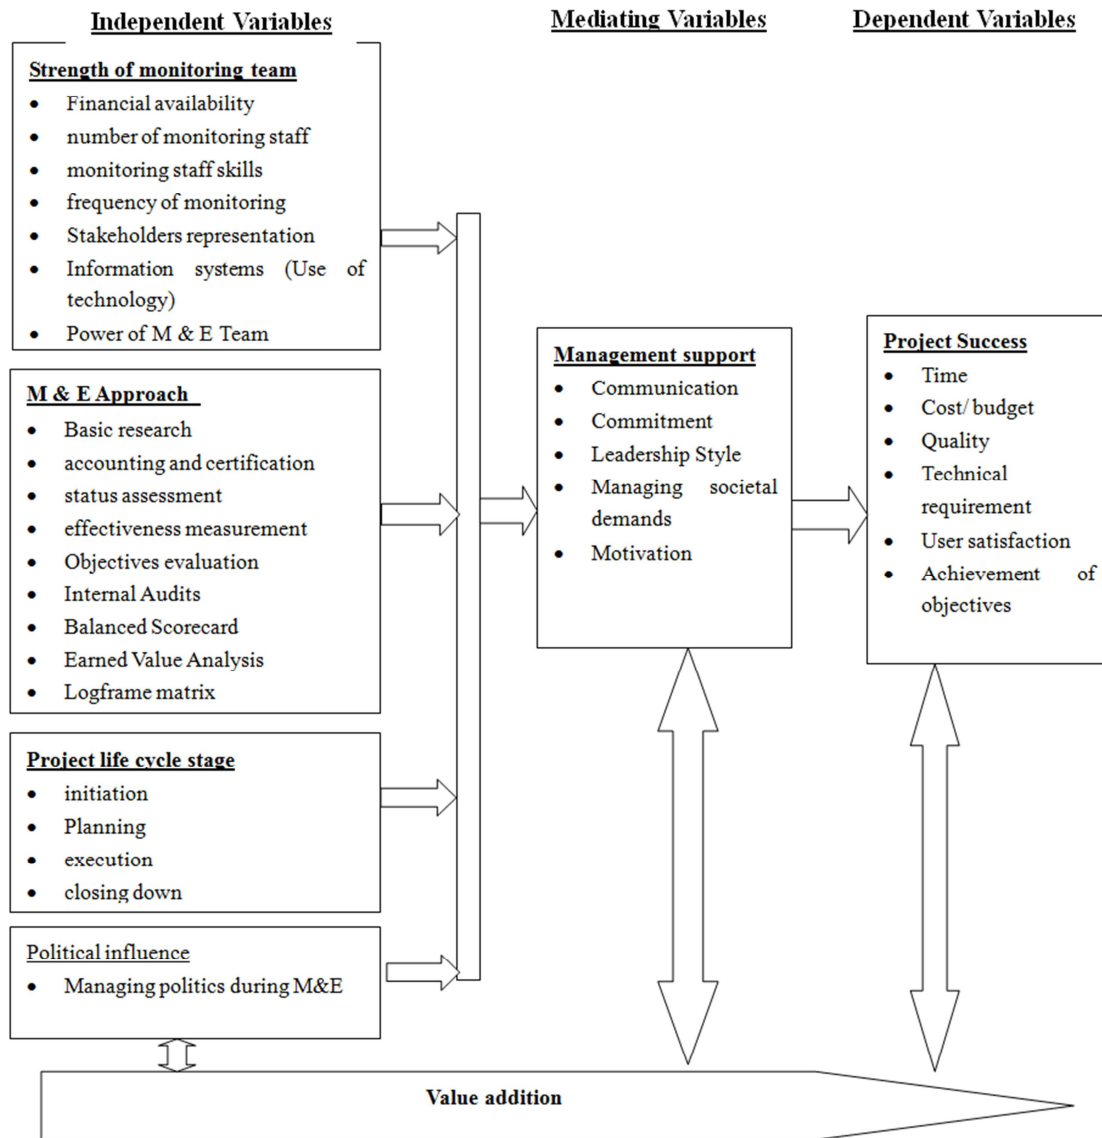 Independent Variables
Mediating Variables
Dependent Variables
Strength of monitoring team
• Financial availability
• number of monitoring staff
• monitoring staff skills
• frequency of monitoring
• Stakeholders representation
• Information systems (Use of
technology)
• Power of M & E Team
M & E Approach
• Basic research
• accounting and certification
• status assessment
• effectiveness measurement
• Objectives evaluation
• Internal Audits
• Balanced Scorecard
• Earned Value Analysis
• Logframe matrix
Project life cycle stage
• initiation
• Planning
• execution
• closing down
Political influence
• Managing politics during M&E
Management support
• Communication
• Commitment
• Leadership Style
• Managing societal
demands
• Motivation
Project Success
• Time
• Cost/ budget
• Quality
• Technical
requirement
• User satisfaction
• Achievement of
objectives
Value addition